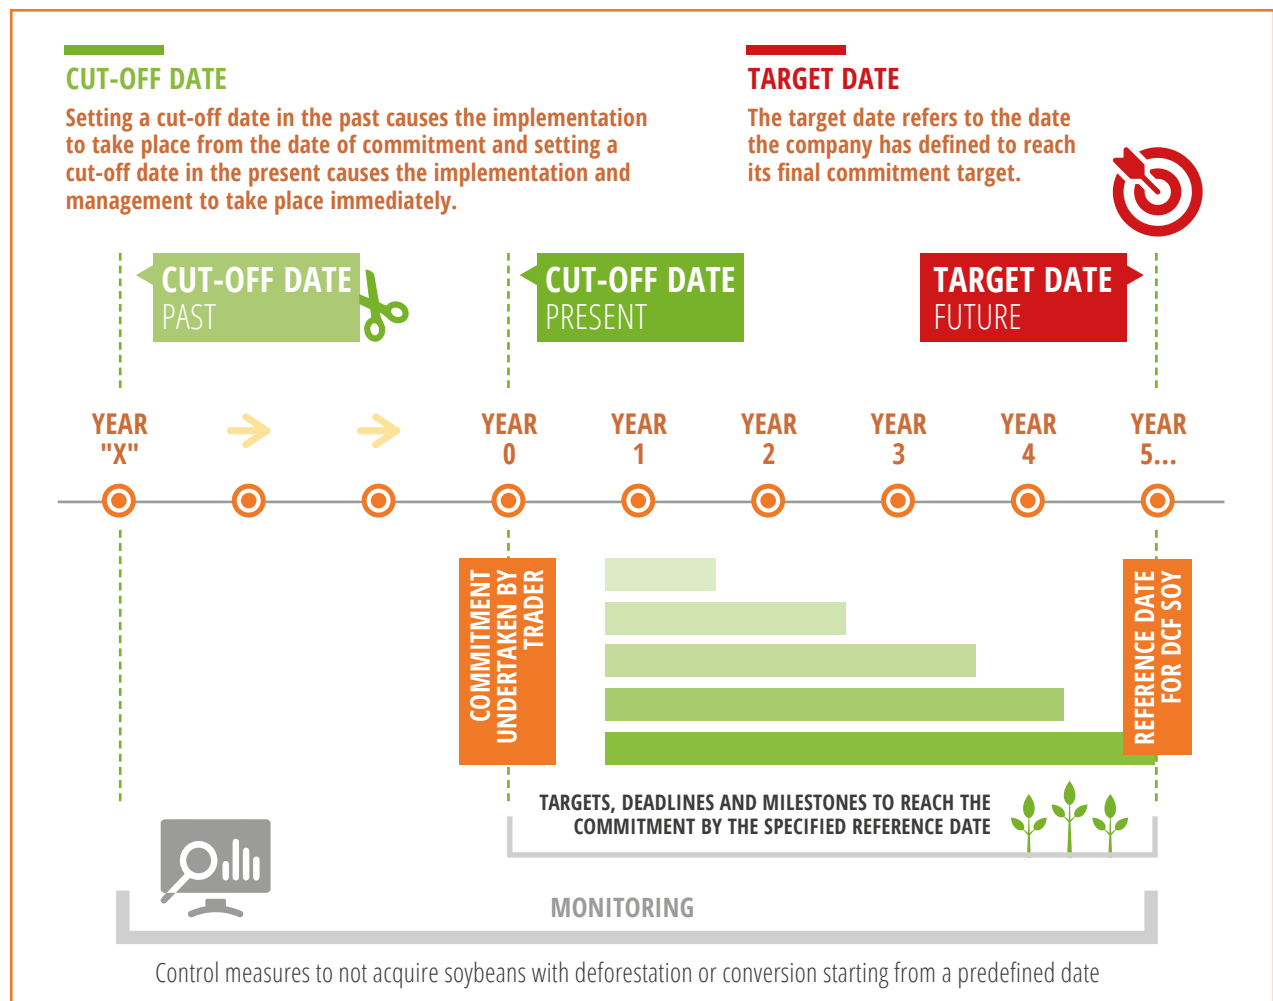 CUT-OFF DATE
Setting a cut-off date in the past causes the implementation
to take place from the date of commitment and setting a
cut-off date in the present causes the implementation and
management to take place immediately.
TARGET DATE
The target date refers to the date
the company has defined to reach
its final commitment target.
CUT-OFF DATE
PAST
CUT-OFF DATE
PRESENT
TARGET DATE
FUTURE
YEAR
"X"
YEAR
0
YEAR
1
YEAR
2
YEAR
3
YEAR
4
YEAR
5...
COMMITMENT
UNDERTAKEN BY
TRADER
REFERENCE DATE
FOR DCF SOY
TARGETS, DEADLINES AND MILESTONES TO REACH THE
COMMITMENT BY THE SPECIFIED REFERENCE DATE
MONITORING
Control measures to not acquire soybeans with deforestation or conversion starting from a predefined date